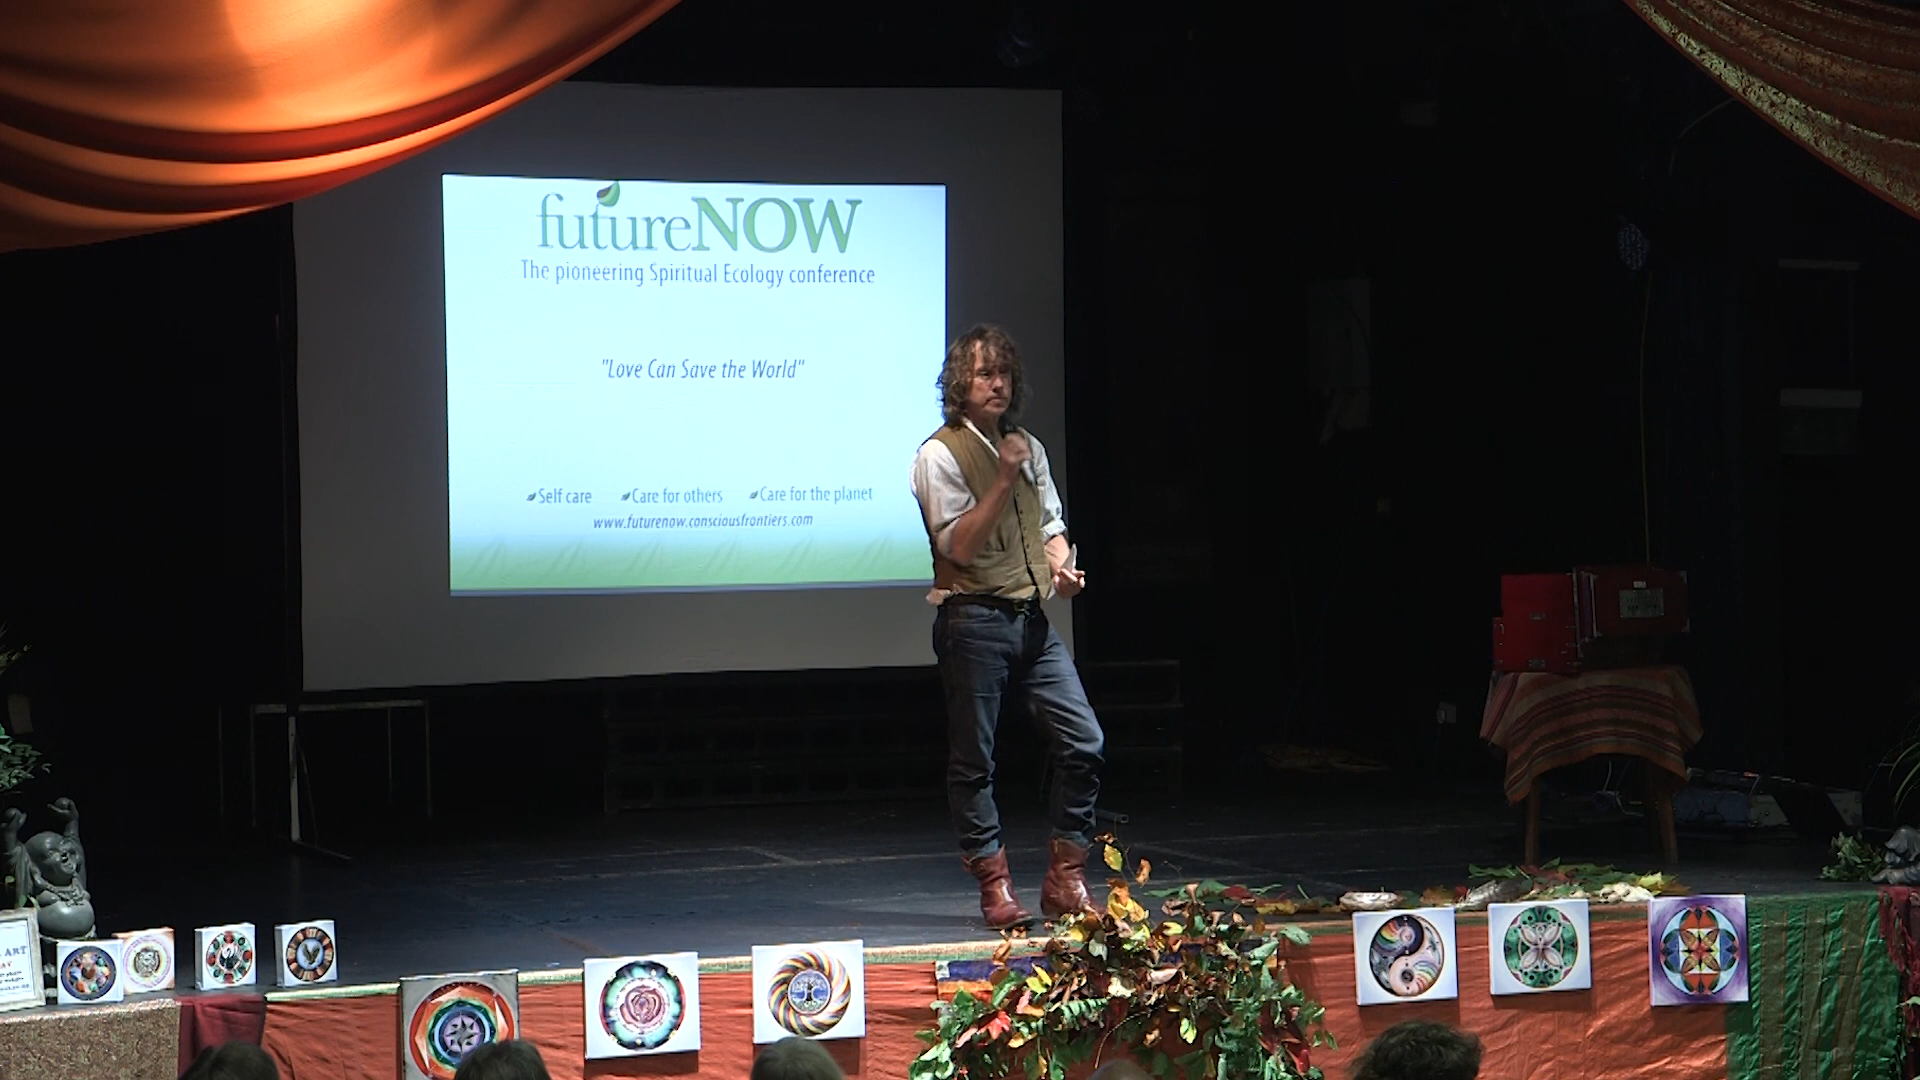 futureNOW
The pioneering Spiritual Ecology conference
"Love Can Save the World"
Self care Care for others Care for the planet
www.futurenow.consciousfrontiers.com
ART